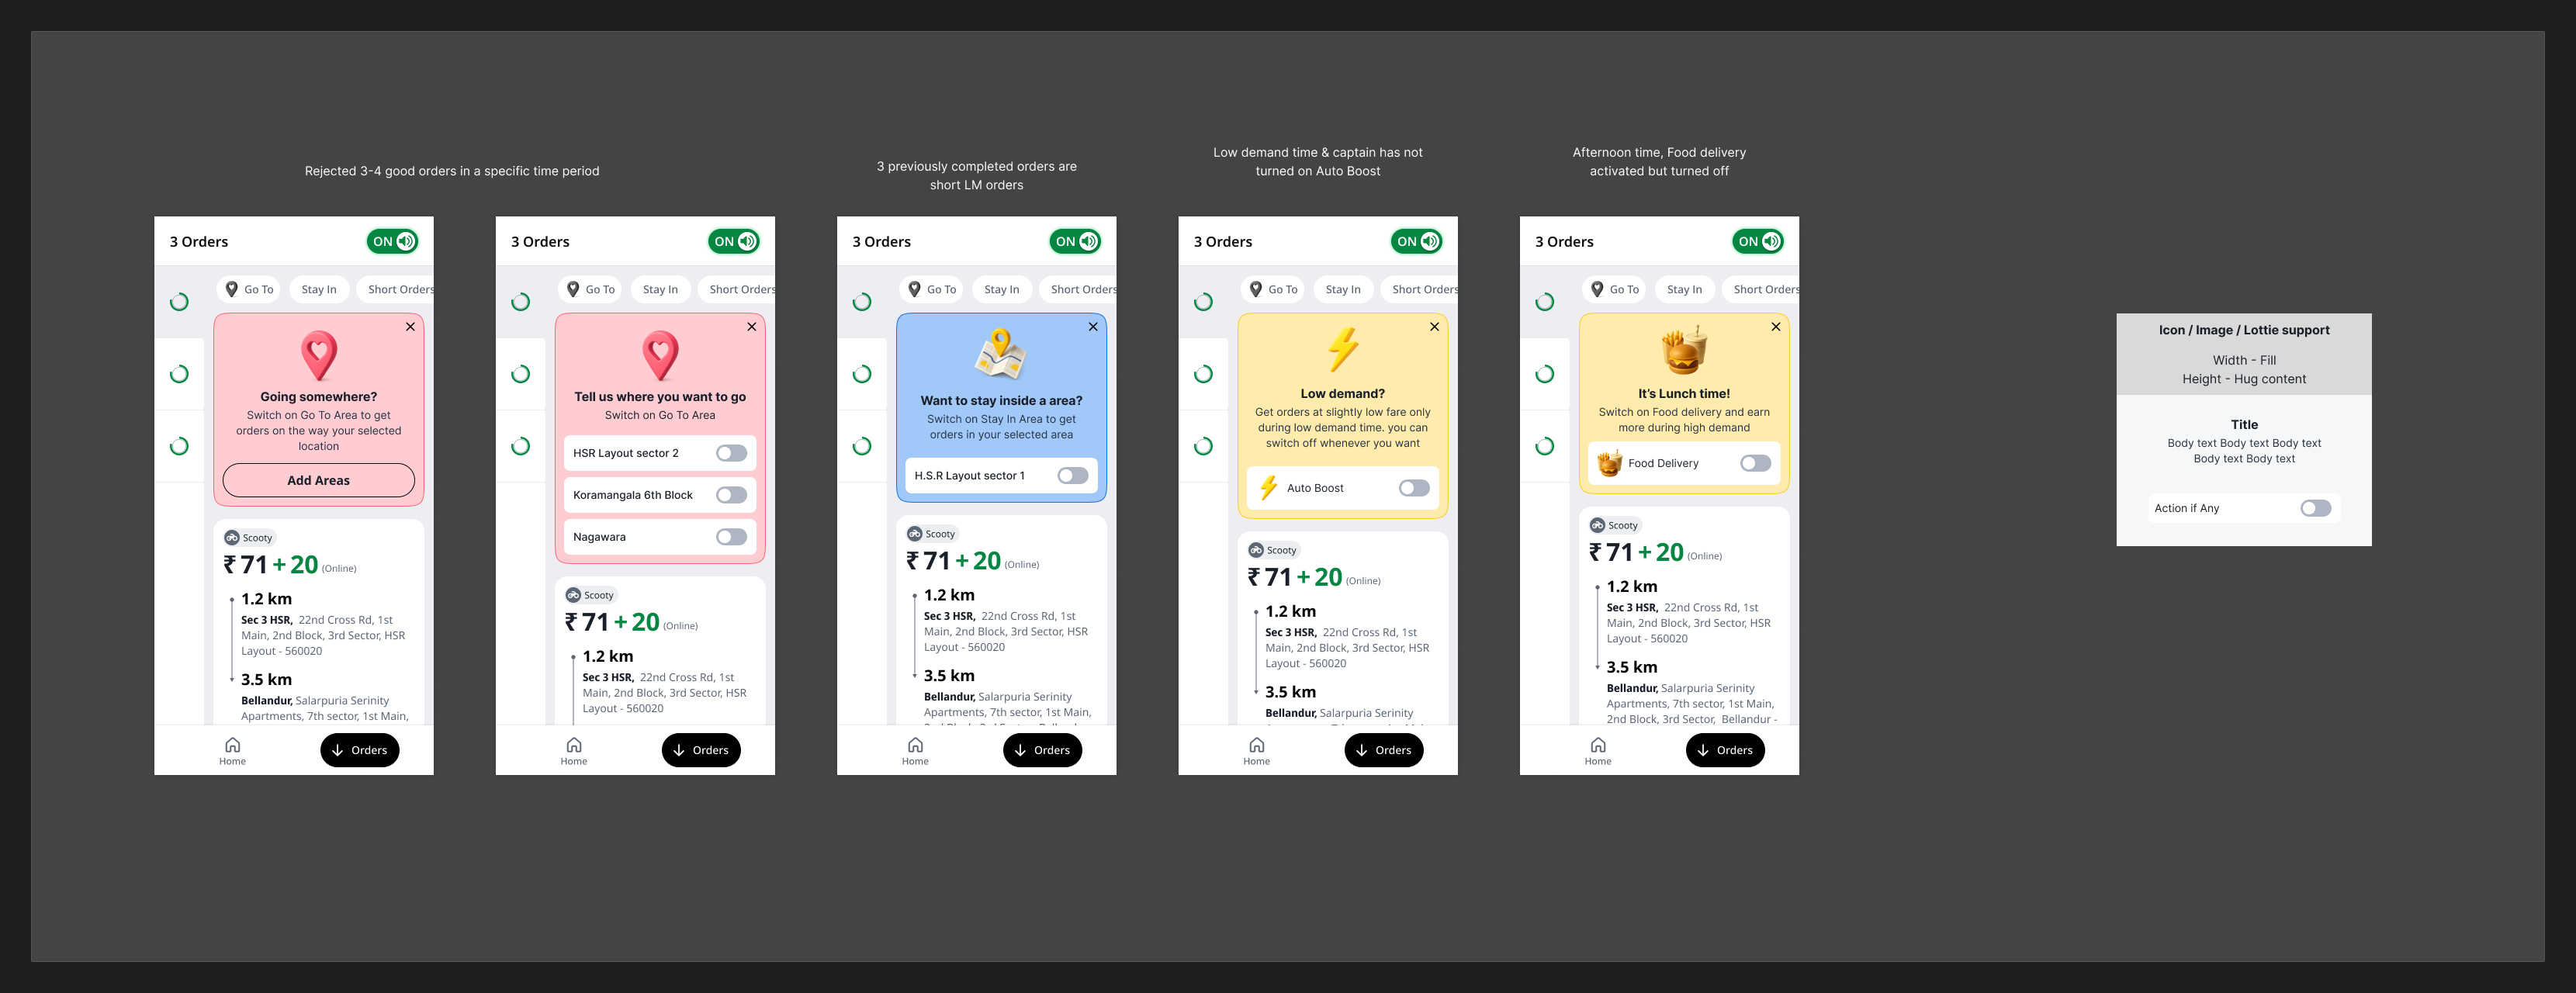 Rejected 3-4 good orders in a specific time period
3 previously completed orders are
short LM orders
Low demand time & captain has not
turned on Auto Boost
Afternoon time, Food delivery
activated but turned off
3 Orders
ON
Go To
Stay In
Short Orders
Going somewhere?
Switch on Go To Area to get
orders on the way your selected
location
Add Areas
Scooty
₹ 71 + 20 (Online)
1.2 km
Sec 3 HSR, 22nd Cross Rd, 1st
Main, 2nd Block, 3rd Sector, HSR
Layout - 560020
3.5 km
Bellandur, Salarpuria Serinity
Apartments, 7th sector, 1st Main,
Home
Orders
3 Orders
ON
Go To
Stay In
Short Orders
Tell us where you want to go
Switch on Go To Area
HSR Layout sector 2
Koramangala 6th Block
Nagawara
Scooty
₹ 71 + 20 (Online)
1.2 km
Sec 3 HSR, 22nd Cross Rd, 1st
Main, 2nd Block, 3rd Sector, HSR
Layout - 560020
Home
Orders
3 Orders
ON
Go To
Stay In
Short Orders
Want to stay inside a area?
Switch on Stay In Area to get
orders in your selected area
H.S.R Layout sector 1
Scooty
₹ 71 + 20 (Online)
1.2 km
Sec 3 HSR, 22nd Cross Rd, 1st
Main, 2nd Block, 3rd Sector, HSR
Layout - 560020
3.5 km
Bellandur, Salarpuria Serinity
Apartments, 7th sector, 1st Main,
Home
Orders
3 Orders
ON
Go To
Stay In
Short Orders
Low demand?
Get orders at slightly low fare only
during low demand time. you can
switch off whenever you want
Auto Boost
Scooty
₹ 71 + 20 (Online)
1.2 km
Sec 3 HSR, 22nd Cross Rd, 1st
Main, 2nd Block, 3rd Sector, HSR
Layout - 560020
3.5 km
Bellandur, Salarpuria Serinity
Home
Orders
3 Orders
ON
Go To
Stay In
Short Orders
It's Lunch time!
Switch on Food delivery and earn
more during high demand
Food Delivery
Scooty
₹ 71 + 20 (Online)
1.2 km
Sec 3 HSR, 22nd Cross Rd, 1st
Main, 2nd Block, 3rd Sector, HSR
Layout - 560020
3.5 km
Bellandur, Salarpuria Serinity
Apartments, 7th sector, 1st Main,
2nd Block, 3rd Sector, Bellandur -
Home
Orders
Icon / Image / Lottie support
Width - Fill
Height - Hug content
Title
Body text Body text Body text
Body text Body text
Action if Any